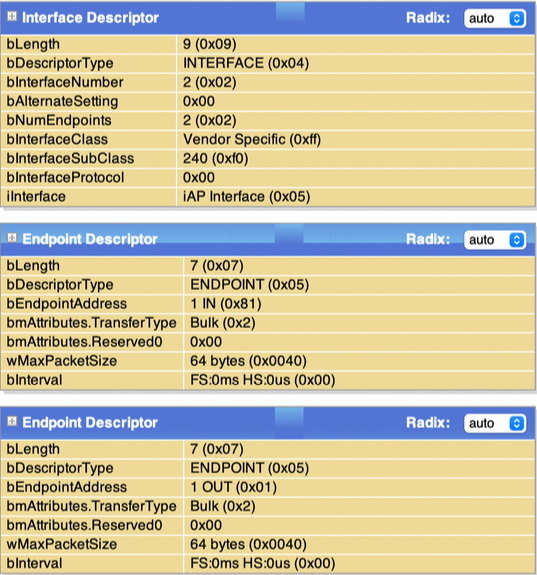 Interface Descriptor Radix: auto
bLength 9 (0x09)
bDescriptorType INTERFACE (0x04)
bInterfaceNumber 2 (0x02)
bAlternateSetting 0x00
bNumEndpoints 2 (0x02)
bInterfaceClass Vendor Specific (0xff)
bInterfaceSubClass 240 (0xf0)
bInterfaceProtocol 0x00
iInterface iAP Interface (0x05)
Endpoint Descriptor Radix: auto
bLength 7 (0x07)
bDescriptorType ENDPOINT (0x05)
bEndpointAddress 1 IN (0x81)
bmAttributes.TransferType Bulk (0x2)
bmAttributes.Reserved0 0x00
wMaxPacketSize 64 bytes (0x0040)
bInterval FS:0ms HS:0us (0x00)
Endpoint Descriptor Radix: auto
bLength 7 (0x07)
bDescriptorType ENDPOINT (0x05)
bEndpointAddress 1 OUT (0x01)
bmAttributes.TransferType Bulk (0x2)
bmAttributes.Reserved0 0x00
wMaxPacketSize 64 bytes (0x0040)
bInterval FS:0ms HS:0us (0x00)